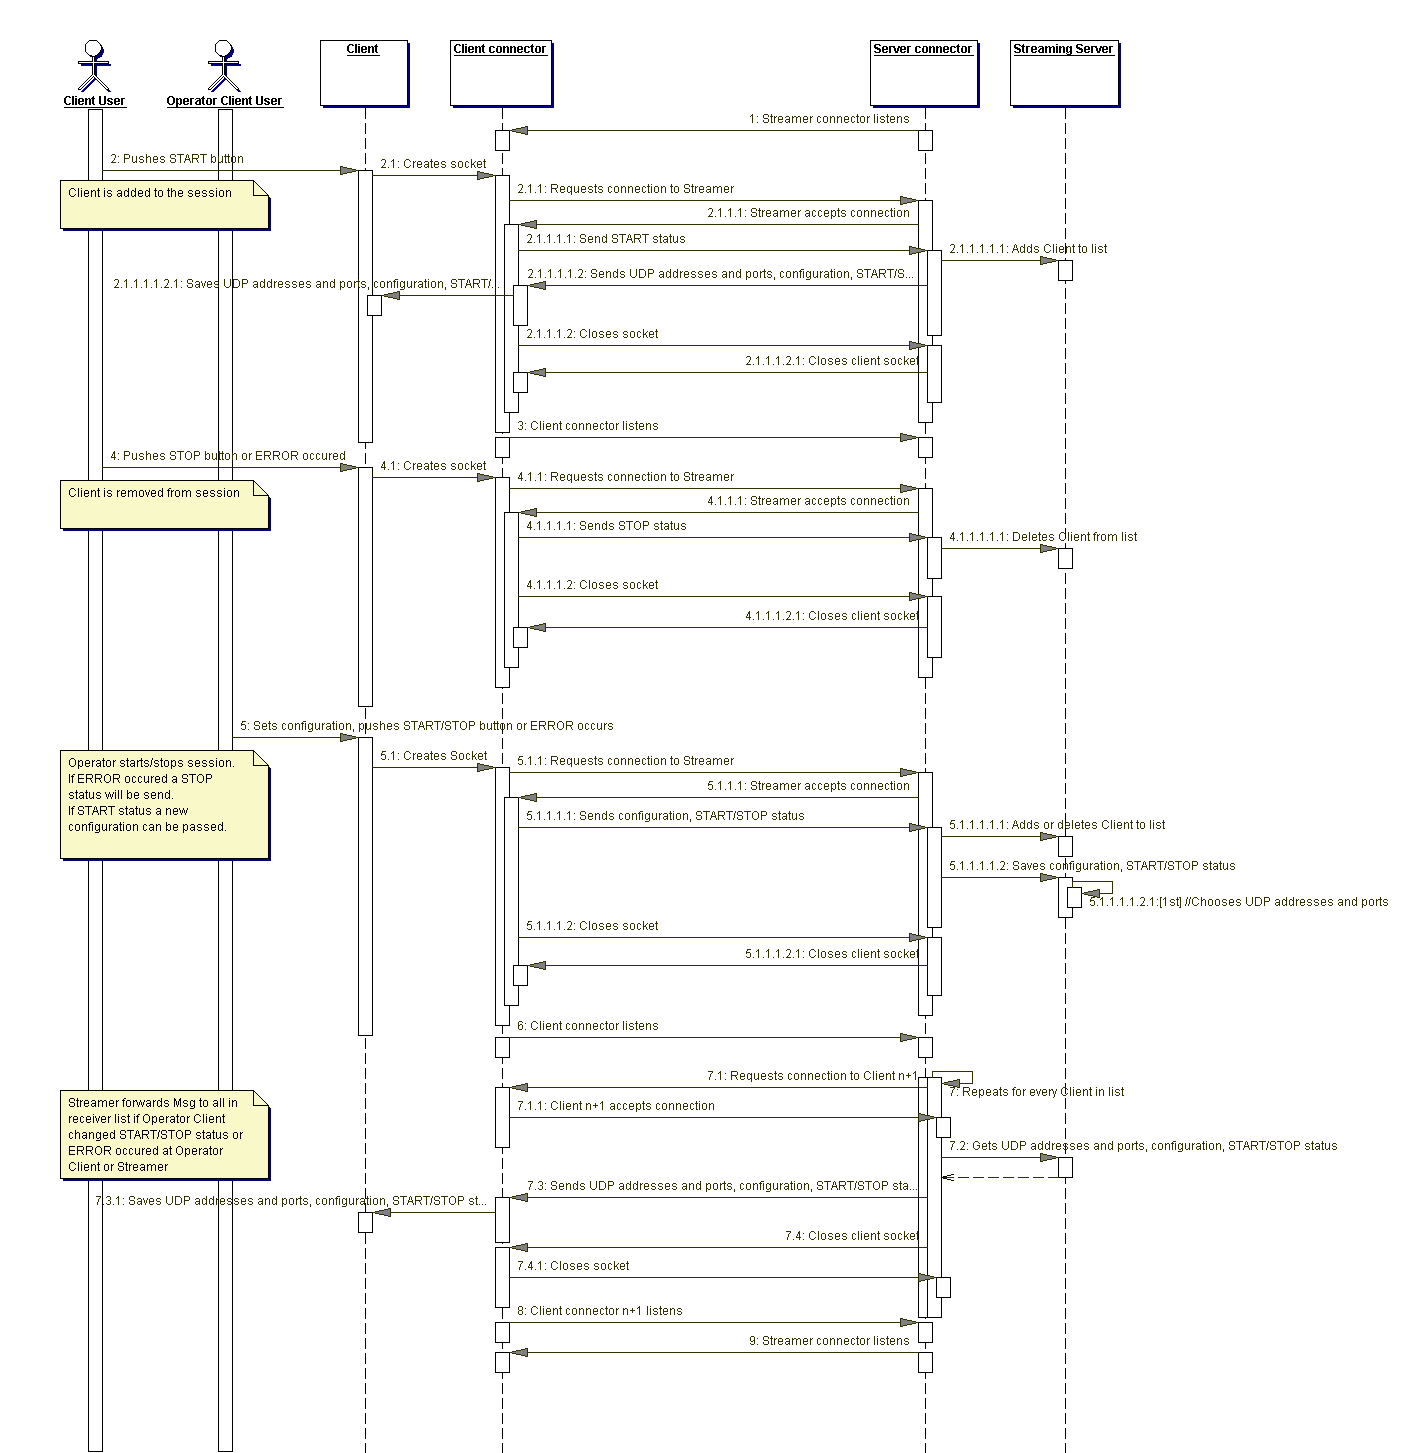 Client User
Operator Client User
Client
Client connector
Server connector
Streaming Server
1: Streamer connector listens
2: Pushes START button
2.1: Creates socket
Client is added to the session
2.1.1: Requests connection to Streamer
2.1.1.1: Streamer accepts connection
2.1.1.1.1: Send START status
2.1.1.1.1.1: Adds Client to list
2.1.1.1.1.2: Sends UDP addresses and ports, configuration, START/S...
2.1.1.1.1.2.1: Saves UDP addresses and ports, configuration, START/...
2.1.1.1.2: Closes socket
2.1.1.1.2.1: Closes client socket
3: Client connector listens
4: Pushes STOP button or ERROR occured
4.1: Creates socket
Client is removed from session
4.1.1: Requests connection to Streamer
4.1.1.1: Streamer accepts connection
4.1.1.1.1: Sends STOP status
4.1.1.1.1.1: Deletes Client from list
4.1.1.1.2: Closes socket
4.1.1.1.2.1: Closes client socket
5: Sets configuration, pushes START/STOP button or ERROR occurs
5.1: Creates Socket
Operator starts/stops session.
If ERROR occured a STOP
status will be send.
If START status a new
configuration can be passed.
5.1.1: Requests connection to Streamer
5.1.1.1: Streamer accepts connection
5.1.1.1.1: Sends configuration, START/STOP status
5.1.1.1.1.1: Adds or deletes Client to list
5.1.1.1.1.2: Saves configuration, START/STOP status
5.1.1.1.1.2.1:[1st] //Chooses UDP addresses and ports
5.1.1.1.2: Closes socket
5.1.1.1.2.1: Closes client socket
6: Client connector listens
7.1: Requests connection to Client n+1
7: Repeats for every Client in list
Streamer forwards Msg to all in
receiver list if Operator Client
changed START/STOP status or
ERROR occured at Operator
Client or Streamer
7.1.1: Client n+1 accepts connection
7.2: Gets UDP addresses and ports, configuration, START/STOP status
7.3: Sends UDP addresses and ports, configuration, START/STOP sta...
7.3.1: Saves UDP addresses and ports, configuration, START/STOP st...
7.4: Closes client socket
7.4.1: Closes socket
8: Client connector n+1 listens
9: Streamer connector listens